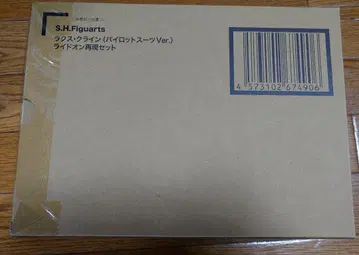 S.H.Figuarts
ラクス・クライン(パイロットスーツVer.)
ライドオン再現セット
4 573102 674906